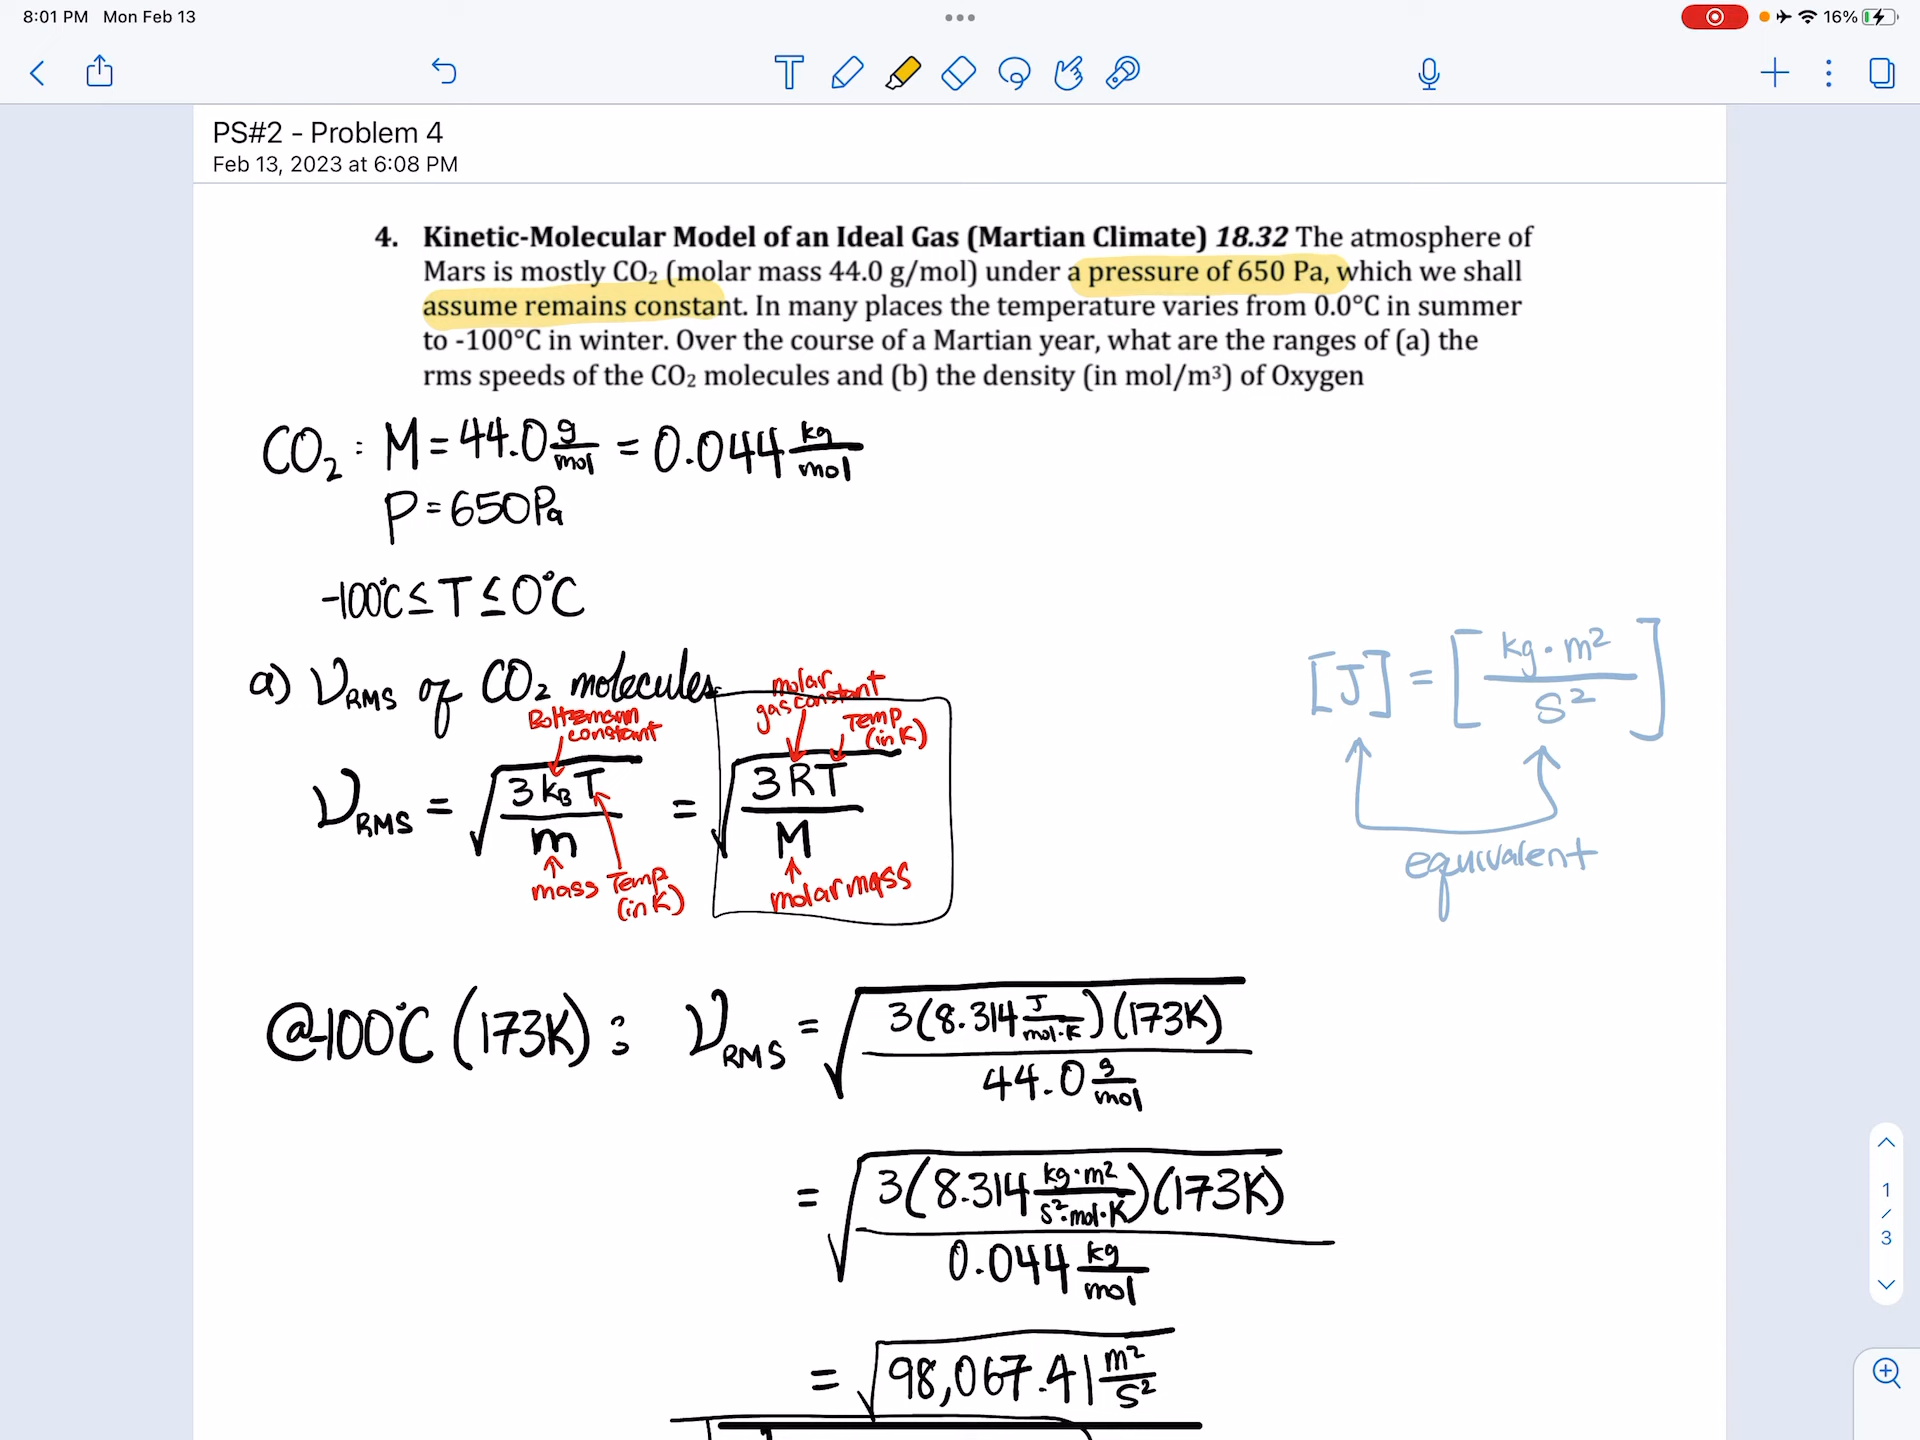 8:01 PM Mon Feb 13
16%
PS#2 - Problem 4
Feb 13, 2023 at 6:08 PM
4. Kinetic-Molecular Model of an Ideal Gas (Martian Climate) 18.32 The atmosphere of
Mars is mostly CO₂ (molar mass 44.0 g/mol) under a pressure of 650 Pa, which we shall
assume remains constant. In many places the temperature varies from 0.0°C in summer
to -100°C in winter. Over the course of a Martian year, what are the ranges of (a) the
rms speeds of the CO₂ molecules and (b) the density (in mol/m³) of Oxygen
CO₂ : M = 44.0 g/mol = 0.044 kg/mol
P = 650Pa
-100°C ≤ T ≤ 0°C
a) V_RMS of CO₂ molecules
molar gas constant
Boltzmann constant
Temp (in K)
V_RMS = √(3 k_B T / m) = √(3RT / M)
mass
Temp (in K)
molar mass
[J] = [kg·m² / s²]
equivalent
@-100°C (173K) : V_RMS = √(3(8.314 J/mol·K)(173K) / 44.0 g/mol)
= √(3(8.314 kg·m²/s²·mol·K)(173K) / 0.044 kg/mol)
= √(98,067.41 m²/s²)
1
/
3